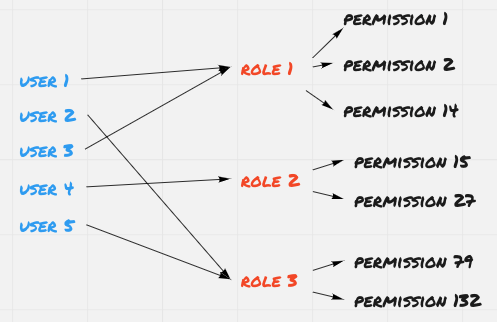 USER 1
USER 2
USER 3
USER 4
USER 5
ROLE 1
ROLE 2
ROLE 3
PERMISSION 1
PERMISSION 2
PERMISSION 14
PERMISSION 15
PERMISSION 27
PERMISSION 79
PERMISSION 132